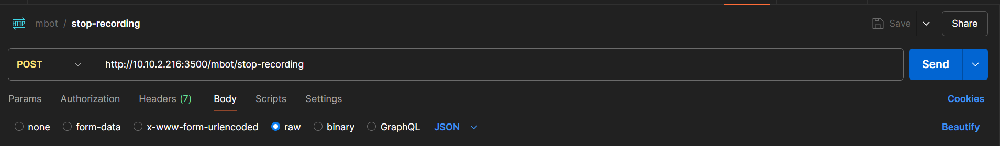 HTTP mbot / stop-recording Save Share
POST http://10.10.2.216:3500/mbot/stop-recording Send
Params Authorization Headers (7) Body Scripts Settings Cookies
none form-data x-www-form-urlencoded raw binary GraphQL JSON Beautify